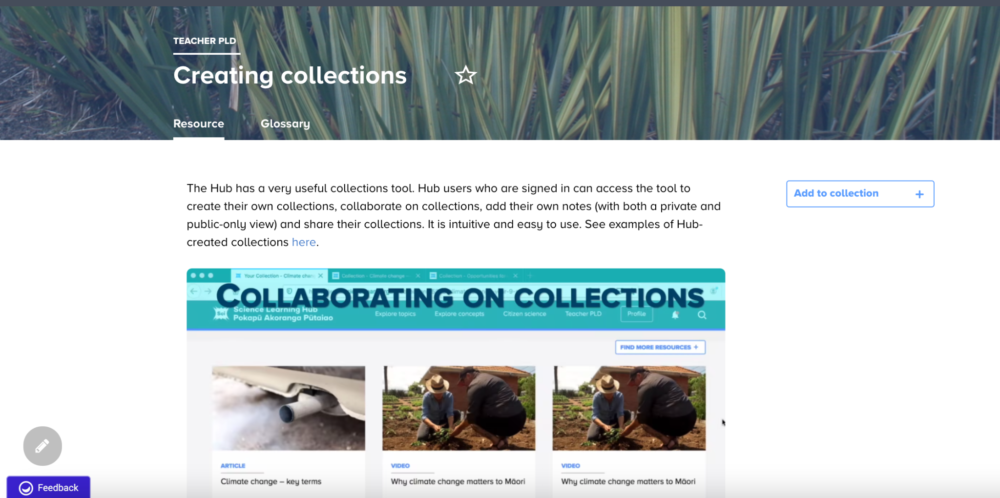 TEACHER PLD
Creating collections
Resource Glossary
The Hub has a very useful collections tool. Hub users who are signed in can access the tool to
create their own collections, collaborate on collections, add their own notes (with both a private and
public-only view) and share their collections. It is intuitive and easy to use. See examples of Hub-
created collections here.
Add to collection +
Your Collection - Climate chan
Collection - Climate change -
Collection - Opportunities for
COLLABORATING ON COLLECTIONS
Sci
Science Learning Hub
Pokapū Akoranga Pūtaiao
Explore topics Explore concepts Citizen science Teacher PLD Profile
FIND MORE RESOURCES +
ARTICLE
Climate change – key terms
VIDEO
Why climate change matters to Māori
VIDEO
Why climate change matters to Māori
Feedback